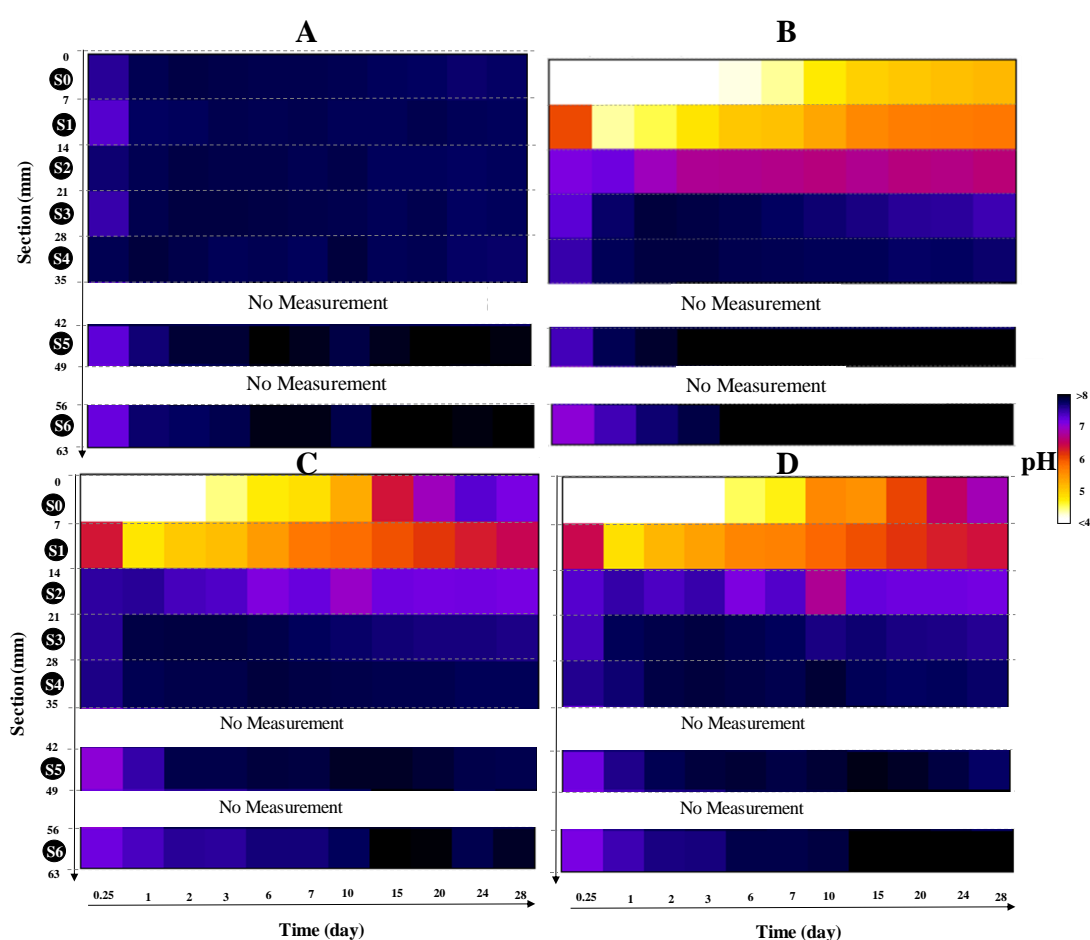 A
B
0
S0
7
S1
14
S2
21
S3
28
S4
35
Section (mm)
No Measurement
No Measurement
42
S5
49
No Measurement
No Measurement
56
S6
63
>8
7
6
5
<4
pH
C
D
0
S0
7
S1
14
S2
21
S3
28
S4
35
Section (mm)
No Measurement
No Measurement
42
S5
49
No Measurement
No Measurement
56
S6
63
0.25 1 2 3 6 7 10 15 20 24 28
0.25 1 2 3 6 7 10 15 20 24 28
Time (day)
Time (day)